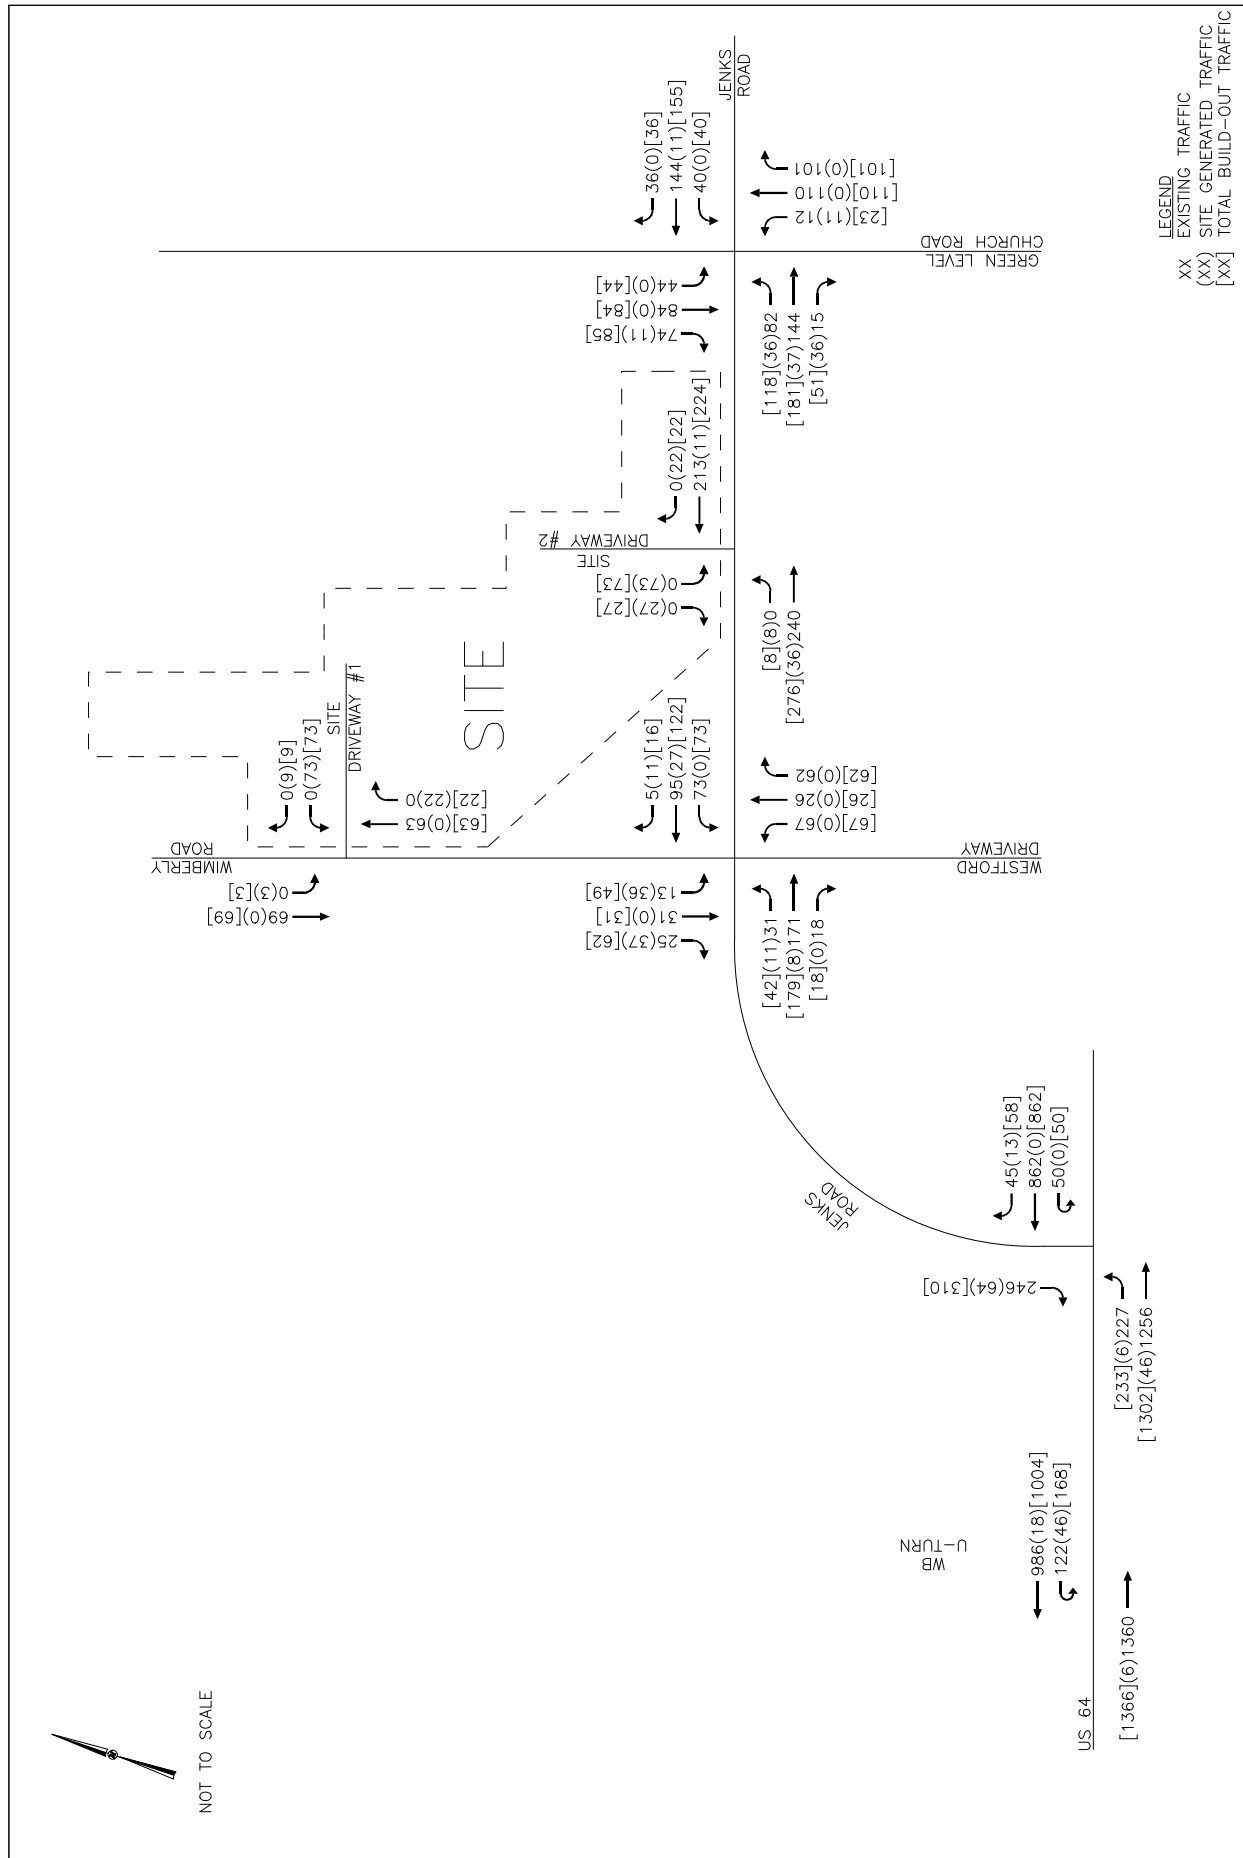 JENKS
ROAD
36(0)[36]
144(11)[155]
40(0)[40]
[101](0)101
[110](0)110
[23](11)12
GREEN LEVEL
CHURCH ROAD
44(0)[44]
84(0)[84]
74(11)[85]
[118](36)82
[181](37)144
[51](36)15
0(22)[22]
213(11)[224]
SITE
DRIVEWAY #2
0(73)[73]
0(27)[27]
[8](8)0
[276](36)240
SITE
SITE
DRIVEWAY #1
0(9)[9]
0(73)[73]
[22](22)0
[63](0)63
WIMBERLY
ROAD
0(3)[3]
69(0)[69]
5(11)[16]
95(27)[122]
73(0)[73]
[62](0)62
[26](0)26
[67](0)67
WESTFORD
DRIVEWAY
13(36)[49]
31(0)[31]
25(37)[62]
[42](11)31
[179](8)171
[18](0)18
JENKS
ROAD
45(13)[58]
862(0)[862]
50(0)[50]
246(64)[310]
[233](6)227
[1302](46)1256
WB
U-TURN
986(18)[1004]
122(46)[168]
US 64
[1366](6)1360
NOT TO SCALE
LEGEND
XX EXISTING TRAFFIC
(XX) SITE GENERATED TRAFFIC
[XX] TOTAL BUILD-OUT TRAFFIC